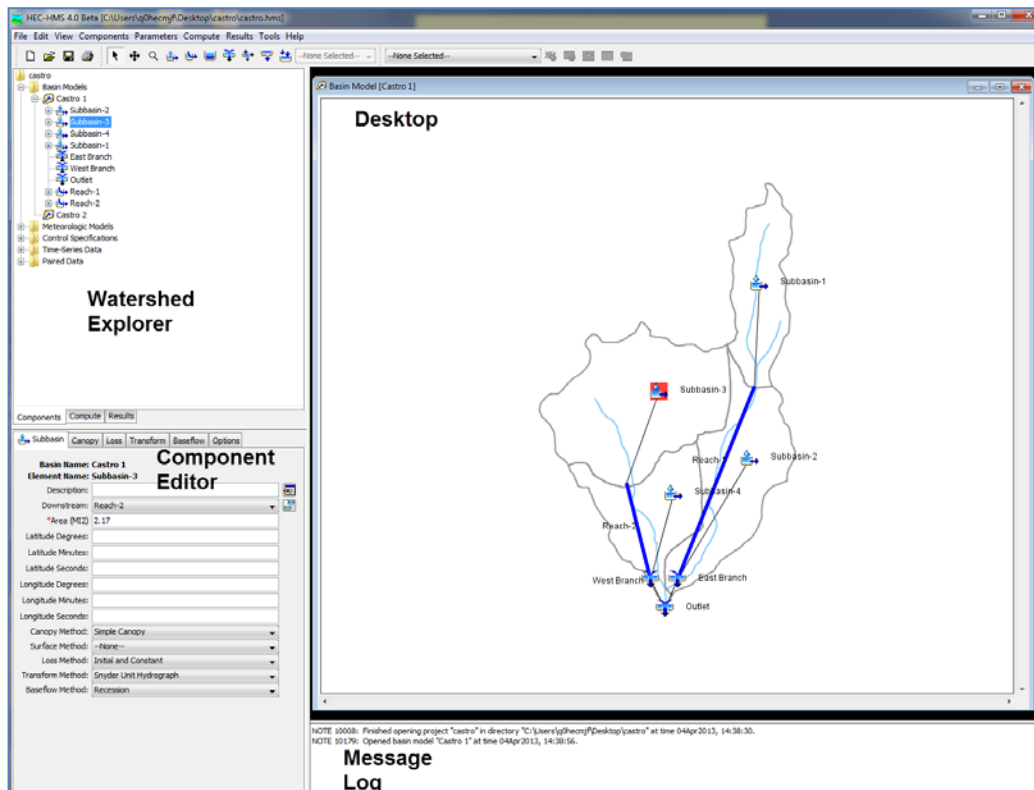 HEC-HMS 4.0 Beta [C:\Users\q0hecmjf\Desktop\castro\castro.hms]
File Edit View Components Parameters Compute Results Tools Help
--None Selected-- --None Selected--
castro
Basin Models
Castro 1
Subbasin-2
Subbasin-3
Subbasin-4
Subbasin-1
East Branch
West Branch
Outlet
Reach-1
Reach-2
Castro 2
Meteorologic Models
Control Specifications
Time-Series Data
Paired Data
Watershed
Explorer
Components Compute Results
Subbasin Canopy Loss Transform Baseflow Options
Basin Name: Castro 1
Element Name: Subbasin-3
Component
Editor
Description:
Downstream: Reach-2
*Area (MI2) 2.17
Latitude Degrees:
Latitude Minutes:
Latitude Seconds:
Longitude Degrees:
Longitude Minutes:
Longitude Seconds:
Canopy Method: Simple Canopy
Surface Method: --None--
Loss Method: Initial and Constant
Transform Method: Snyder Unit Hydrograph
Baseflow Method: Recession
Basin Model [Castro 1]
Desktop
Subbasin-1
Subbasin-3
Subbasin-2
Reach-1
Subbasin-4
Reach-2
West Branch
East Branch
Outlet
NOTE 10008: Finished opening project "castro" in directory "C:\Users\q0hecmjf\Desktop\castro" at time 04Apr2013, 14:38:30.
NOTE 10179: Opened basin model "Castro 1" at time 04Apr2013, 14:38:56.
Message
Log